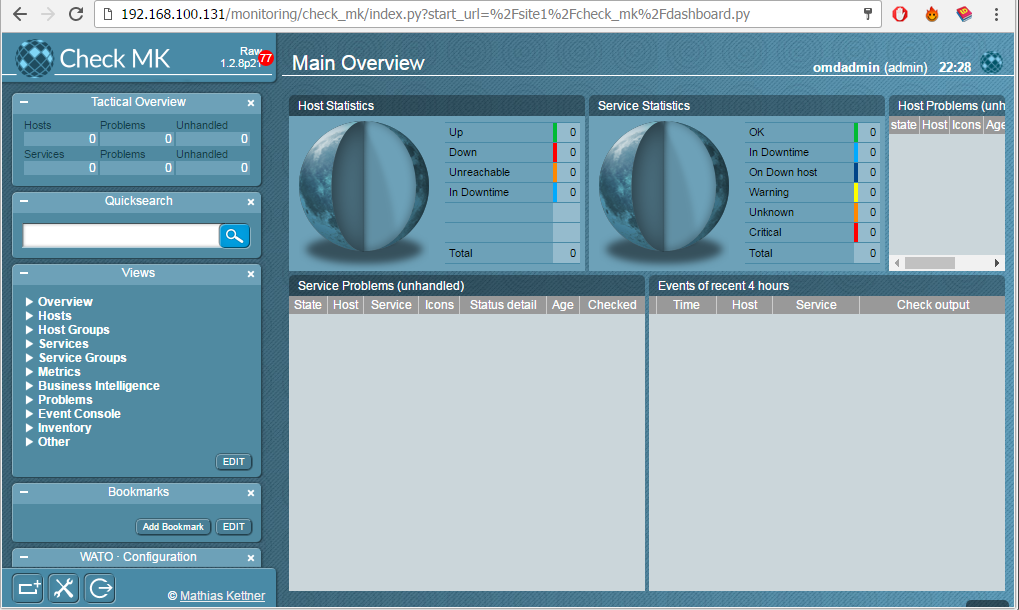 192.168.100.131/monitoring/check_mk/index.py?start_url=%2Fsite1%2Fcheck_mk%2Fdashboard.py
Check MK
Raw
1.2.8p21
77
Main Overview
omdadmin (admin) 22:28
Tactical Overview
Hosts Problems Unhandled
0 0 0
Services Problems Unhandled
0 0 0
Quicksearch
Views
Overview
Hosts
Host Groups
Services
Service Groups
Metrics
Business Intelligence
Problems
Event Console
Inventory
Other
EDIT
Bookmarks
Add Bookmark EDIT
WATO · Configuration
© Mathias Kettner
Host Statistics
Up 0
Down 0
Unreachable 0
In Downtime 0
Total 0
Service Statistics
OK 0
In Downtime 0
On Down host 0
Warning 0
Unknown 0
Critical 0
Total 0
Host Problems (unh
state Host Icons Age
Service Problems (unhandled)
State Host Service Icons Status detail Age Checked
Events of recent 4 hours
Time Host Service Check output